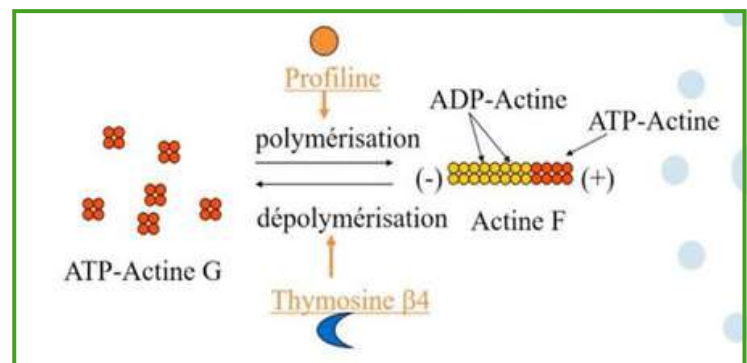 Profiline
ADP-Actine
ATP-Actine
polymérisation
(-)
(+)
dépolymérisation
Actine F
ATP-Actine G
Thymosine β4